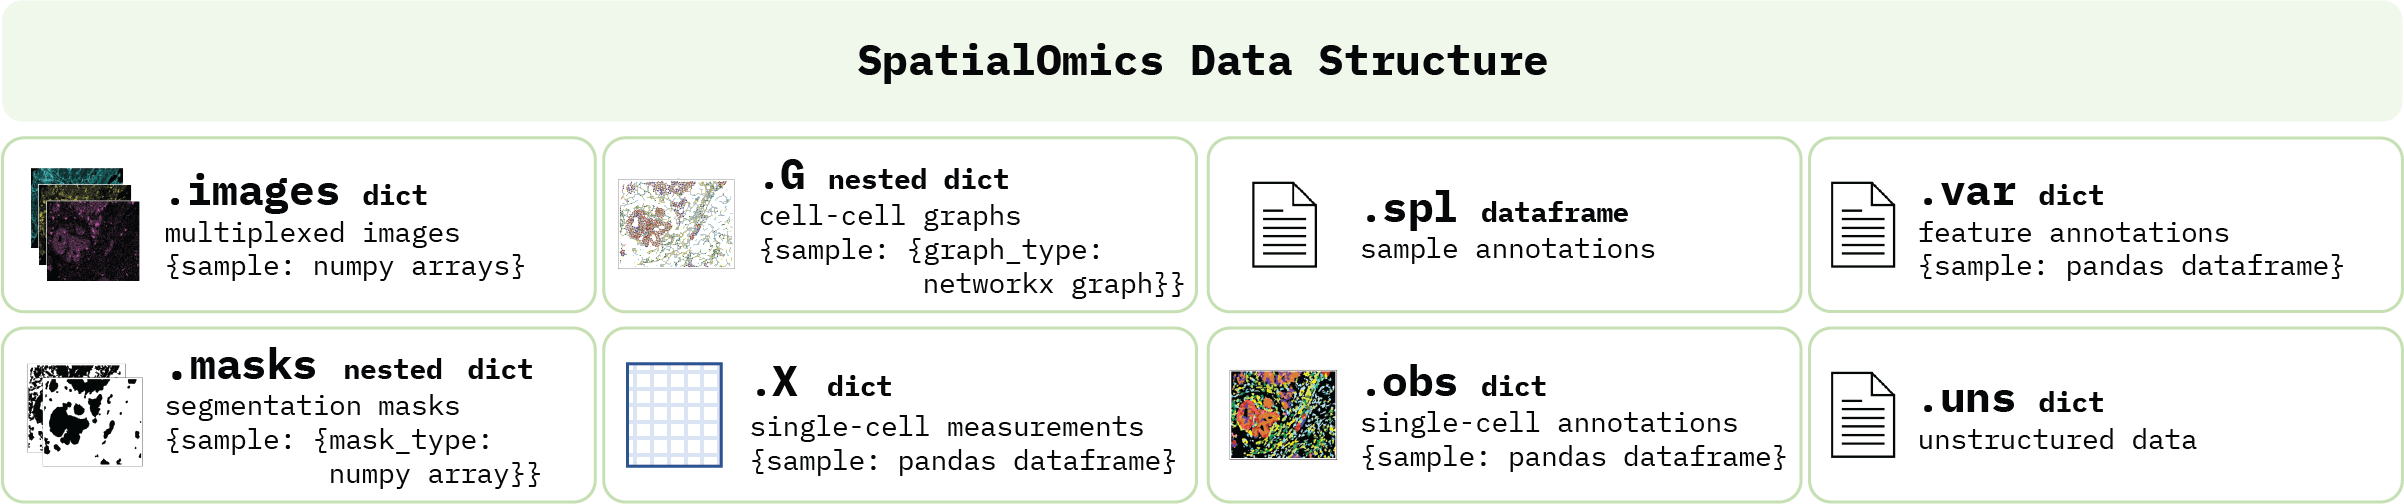 SpatialOmics Data Structure
.images dict
multiplexed images
{sample: numpy arrays}
.G nested dict
cell-cell graphs
{sample: {graph_type:
networkx graph}}
.spl dataframe
sample annotations
.var dict
feature annotations
{sample: pandas dataframe}
.masks nested dict
segmentation masks
{sample: {mask_type:
numpy array}}
.X dict
single-cell measurements
{sample: pandas dataframe}
.obs dict
single-cell annotations
{sample: pandas dataframe}
.uns dict
unstructured data